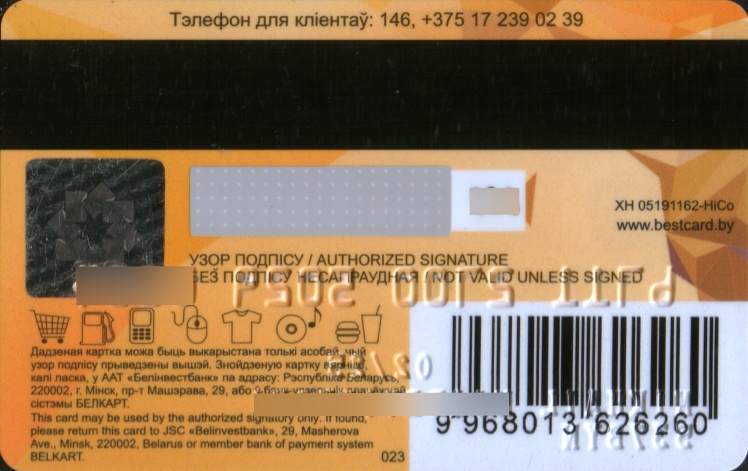 Тэлефон для кліентаў: 146, +375 17 239 02 39
ХН 05191162-HiCo
www.bestcard.by
УЗОР ПОДПІСУ / AUTHORIZED SIGNATURE
БЕЗ ПОДПІСУ НЕСАПРАЎДНАЯ / NOT VALID UNLESS SIGNED
Дадзеная картка можа быць выкарыстана толькі асобай, чый
узор подпісу прыведзены вышэй. Знойдзеную картку вярніце,
калі ласка, у ААТ «Белінвестбанк» па адрасу: Рэспубліка Беларусь,
220002, г. Мінск, пр-т Машэрава, 29, або ў банк-удзельнік плацежнай
сістэмы БЕЛКАРТ.
This card may be used by the authorized signatory only. If found,
please return this card to JSC «Belinvestbank», 29, Masherova
Ave., Minsk, 220002, Belarus or member bank of payment system
BELKART.
023
9 968013 626260